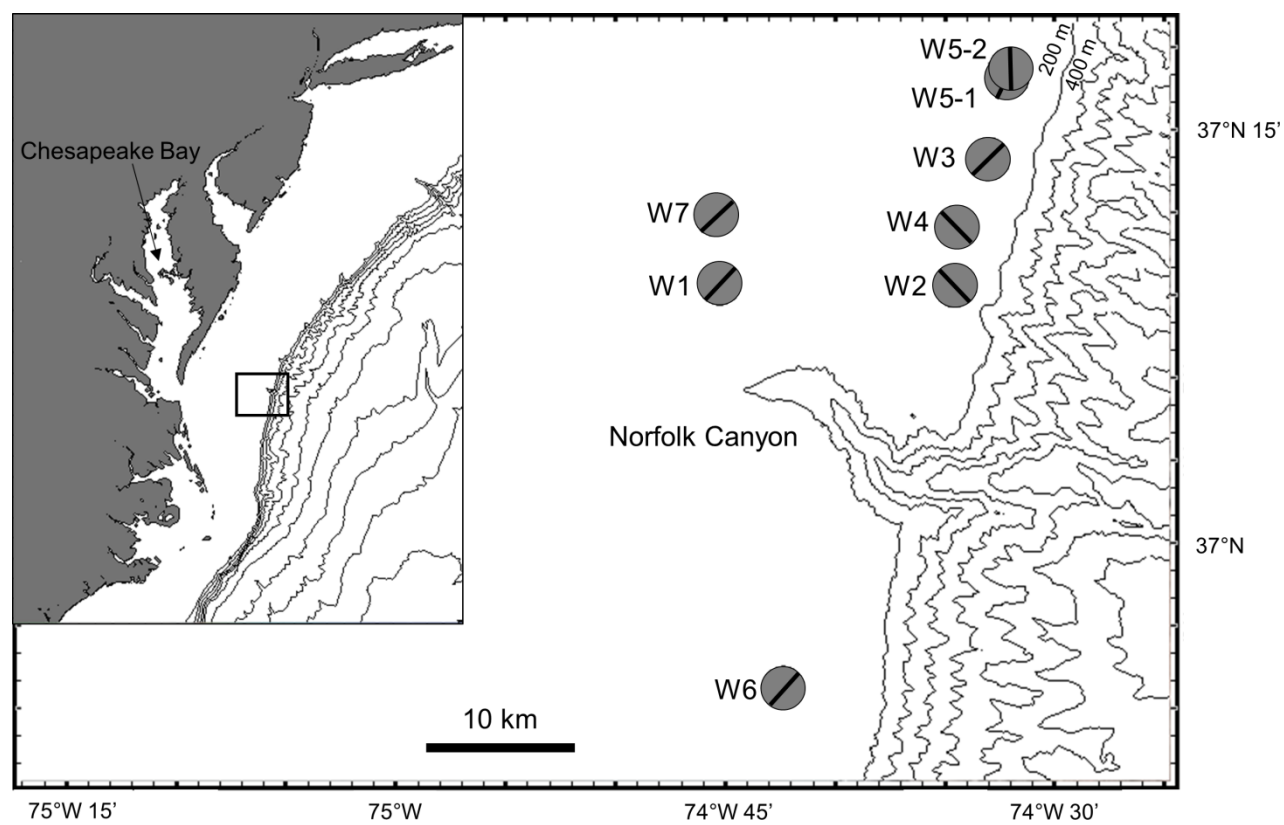 Chesapeake Bay
W5-2
200 m
400 m
W5-1
37°N 15'
W3
W7
W4
W1
W2
Norfolk Canyon
37°N
W6
10 km
75°W 15'
75°W
74°W 45'
74°W 30'